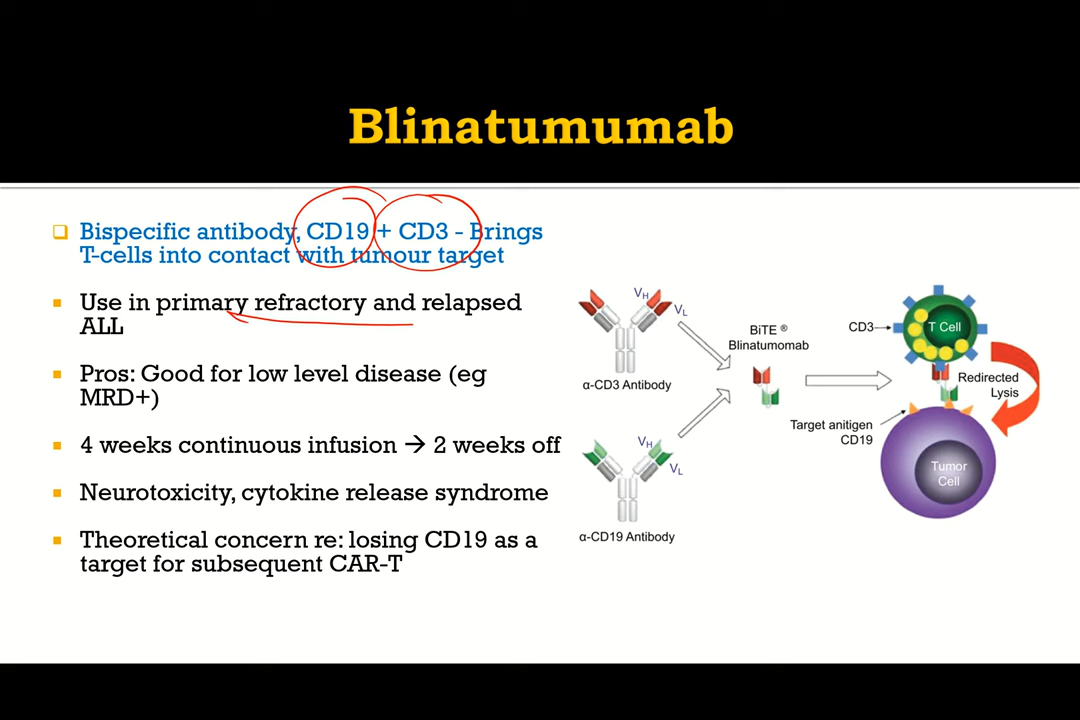 Blinatumumab
Bispecific antibody, CD19 + CD3 - Brings
T-cells into contact with tumour target
Use in primary refractory and relapsed
ALL
Pros: Good for low level disease (eg
MRD+)
4 weeks continuous infusion → 2 weeks off
Neurotoxicity, cytokine release syndrome
Theoretical concern re: losing CD19 as a
target for subsequent CAR-T
VH
VL
α-CD3 Antibody
VH
VL
α-CD19 Antibody
BiTE ®
Blinatumomab
CD3
T Cell
Redirected
Lysis
Target anitigen
CD19
Tumor
Cell